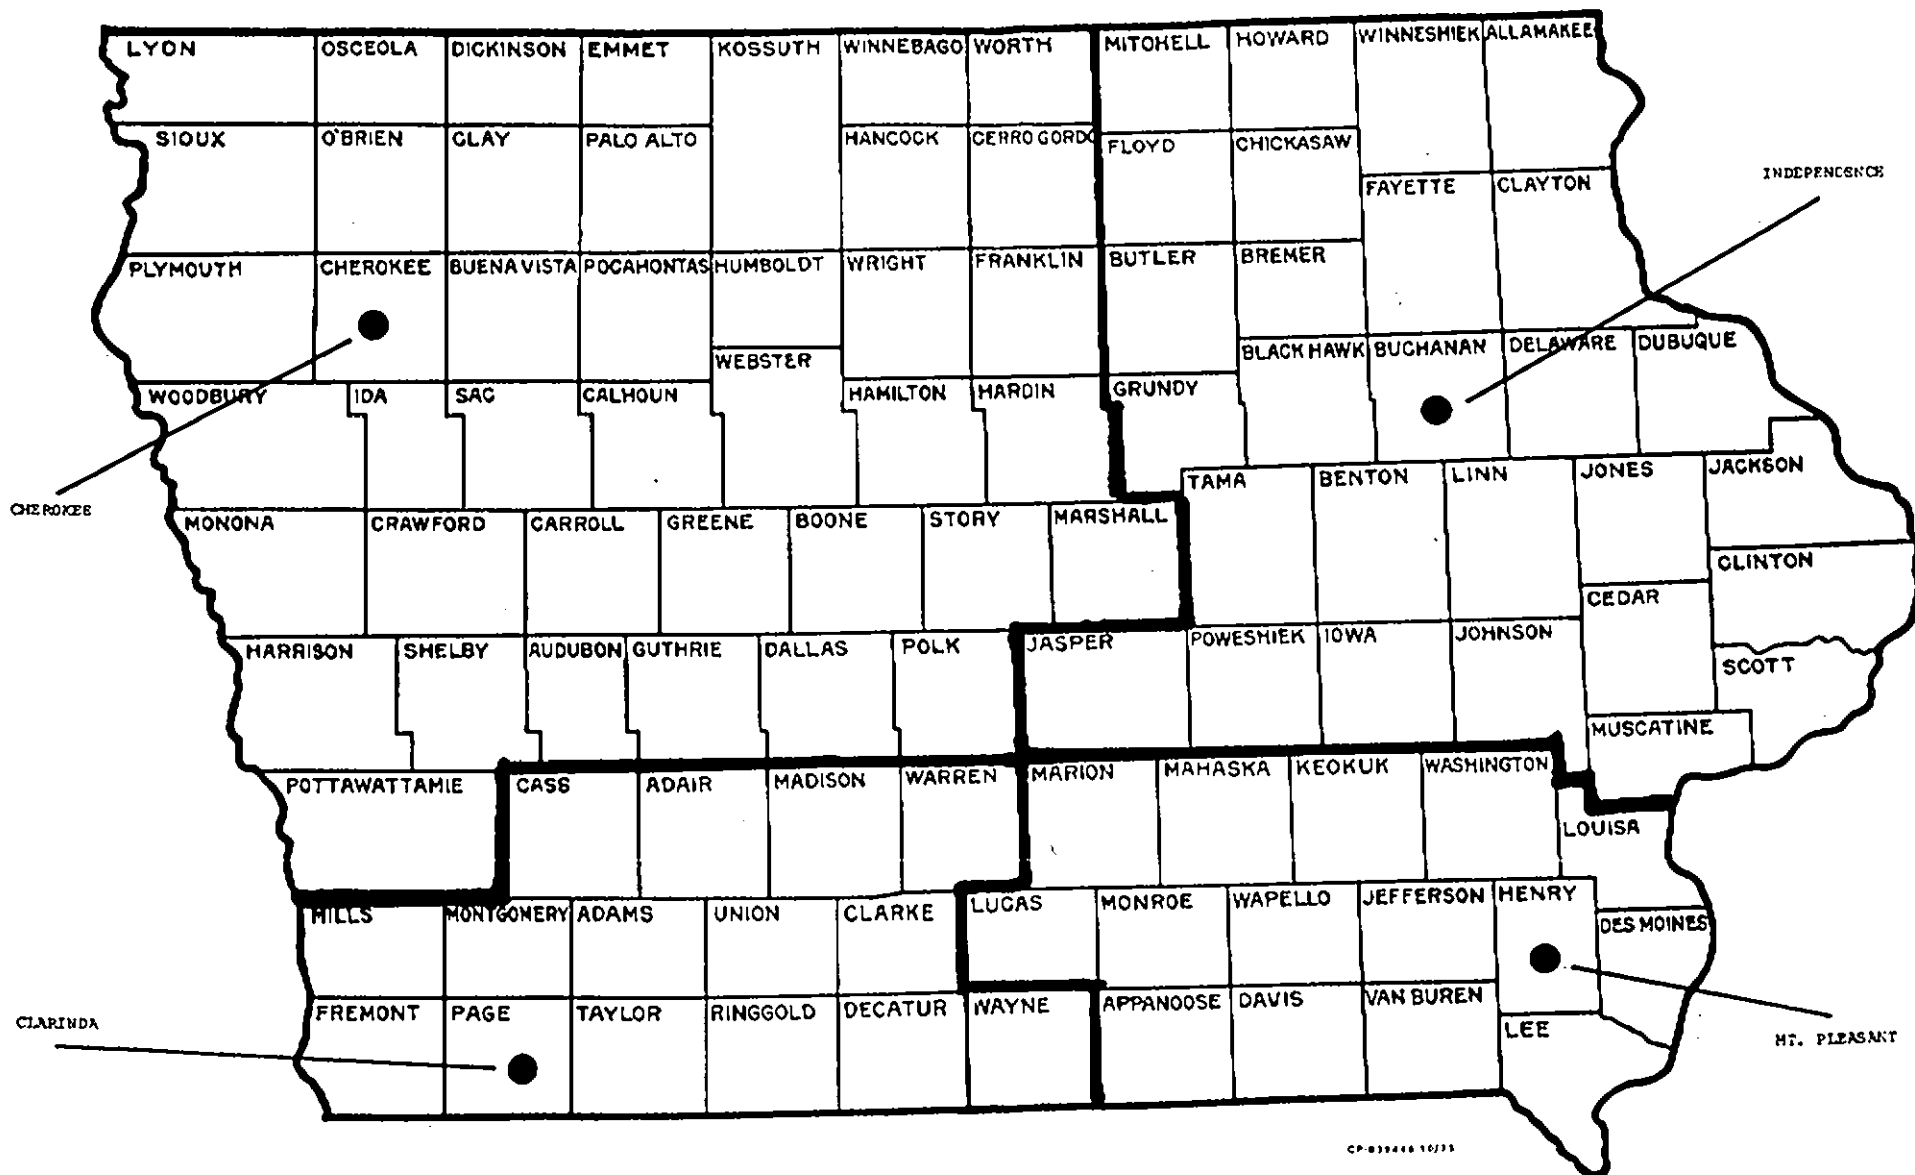 LYON OSCEOLA DICKINSON EMMET KOSSUTH WINNEBAGO WORTH MITOHELL HOWARD WINNESHIEK ALLAMAKEE
SIOUX O'BRIEN CLAY PALO ALTO HANCOCK CERRO GORDO FLOYD CHICKASAW
FAYETTE CLAYTON
INDEPENDENCE
PLYMOUTH CHEROKEE BUENA VISTA POCAHONTAS HUMBOLDT WRIGHT FRANKLIN BUTLER BREMER
WEBSTER BLACK HAWK BUCHANAN DELAWARE DUBUQUE
WOODBURY IDA SAC CALHOUN HAMILTON HARDIN GRUNDY
TAMA BENTON LINN JONES JACKSON
CHEROKEE
MONONA CRAWFORD CARROLL GREENE BOONE STORY MARSHALL
CLINTON
CEDAR
HARRISON SHELBY AUDUBON GUTHRIE DALLAS POLK JASPER POWESHIEK IOWA JOHNSON
SCOTT
MUSCATINE
POTTAWATTAMIE CASS ADAIR MADISON WARREN MARION MAHASKA KEOKUK WASHINGTON
LOUISA
MILLS MONTGOMERY ADAMS UNION CLARKE LUCAS MONROE WAPELLO JEFFERSON HENRY
DES MOINES
FREMONT PAGE TAYLOR RINGGOLD DECATUR WAYNE APPANOOSE DAVIS VAN BUREN
LEE
CLARINDA
MT. PLEASANT